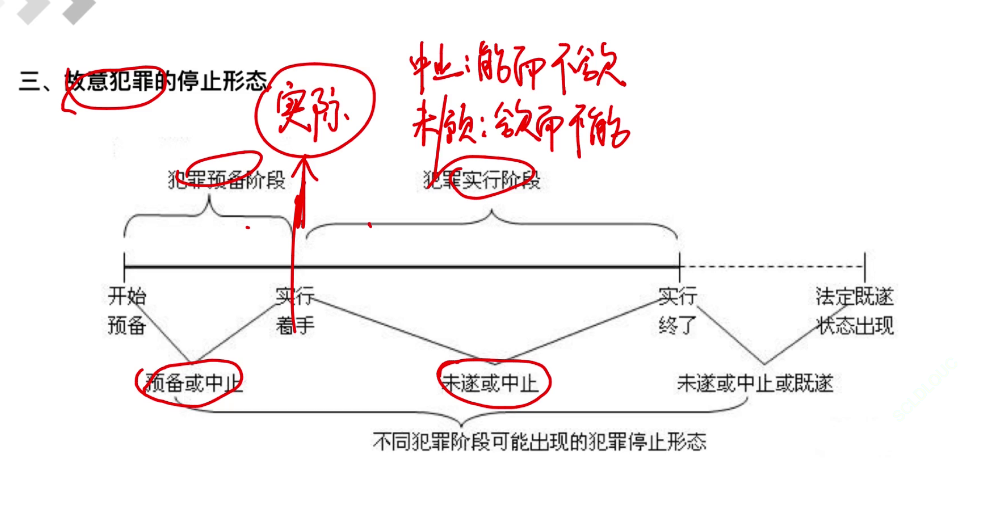 三、故意犯罪的停止形态
实际
中止:能而不欲
未遂:欲而不能
犯罪预备阶段
犯罪实行阶段
开始
预备
实行
着手
实行
终了
法定既遂
状态出现
预备或中止
未遂或中止
未遂或中止或既遂
不同犯罪阶段可能出现的犯罪停止形态